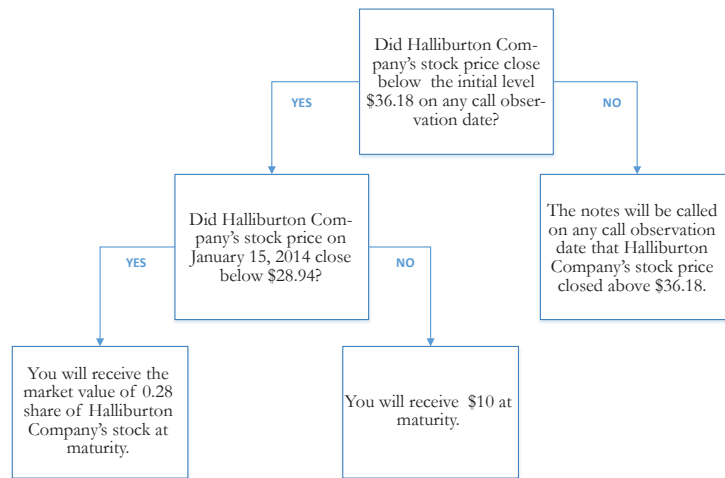 Did Halliburton Com-
pany's stock price close
below the initial level
$36.18 on any call obser-
vation date?
YES
NO
Did Halliburton Com-
pany's stock price on
January 15, 2014 close
below $28.94?
The notes will be called
on any call observation
date that Halliburton
Company's stock price
closed above $36.18.
YES
NO
You will receive the
market value of 0.28
share of Halliburton
Company's stock at
maturity.
You will receive $10 at
maturity.